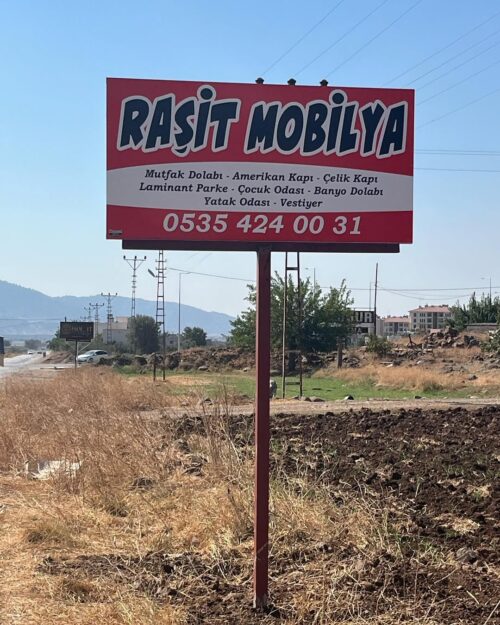 RAŞİT MOBİLYA
Mutfak Dolabı - Amerikan Kapı - Çelik Kapı
Laminant Parke - Çocuk Odası - Banyo Dolabı
Yatak Odası - Vestiyer
0535 424 00 31